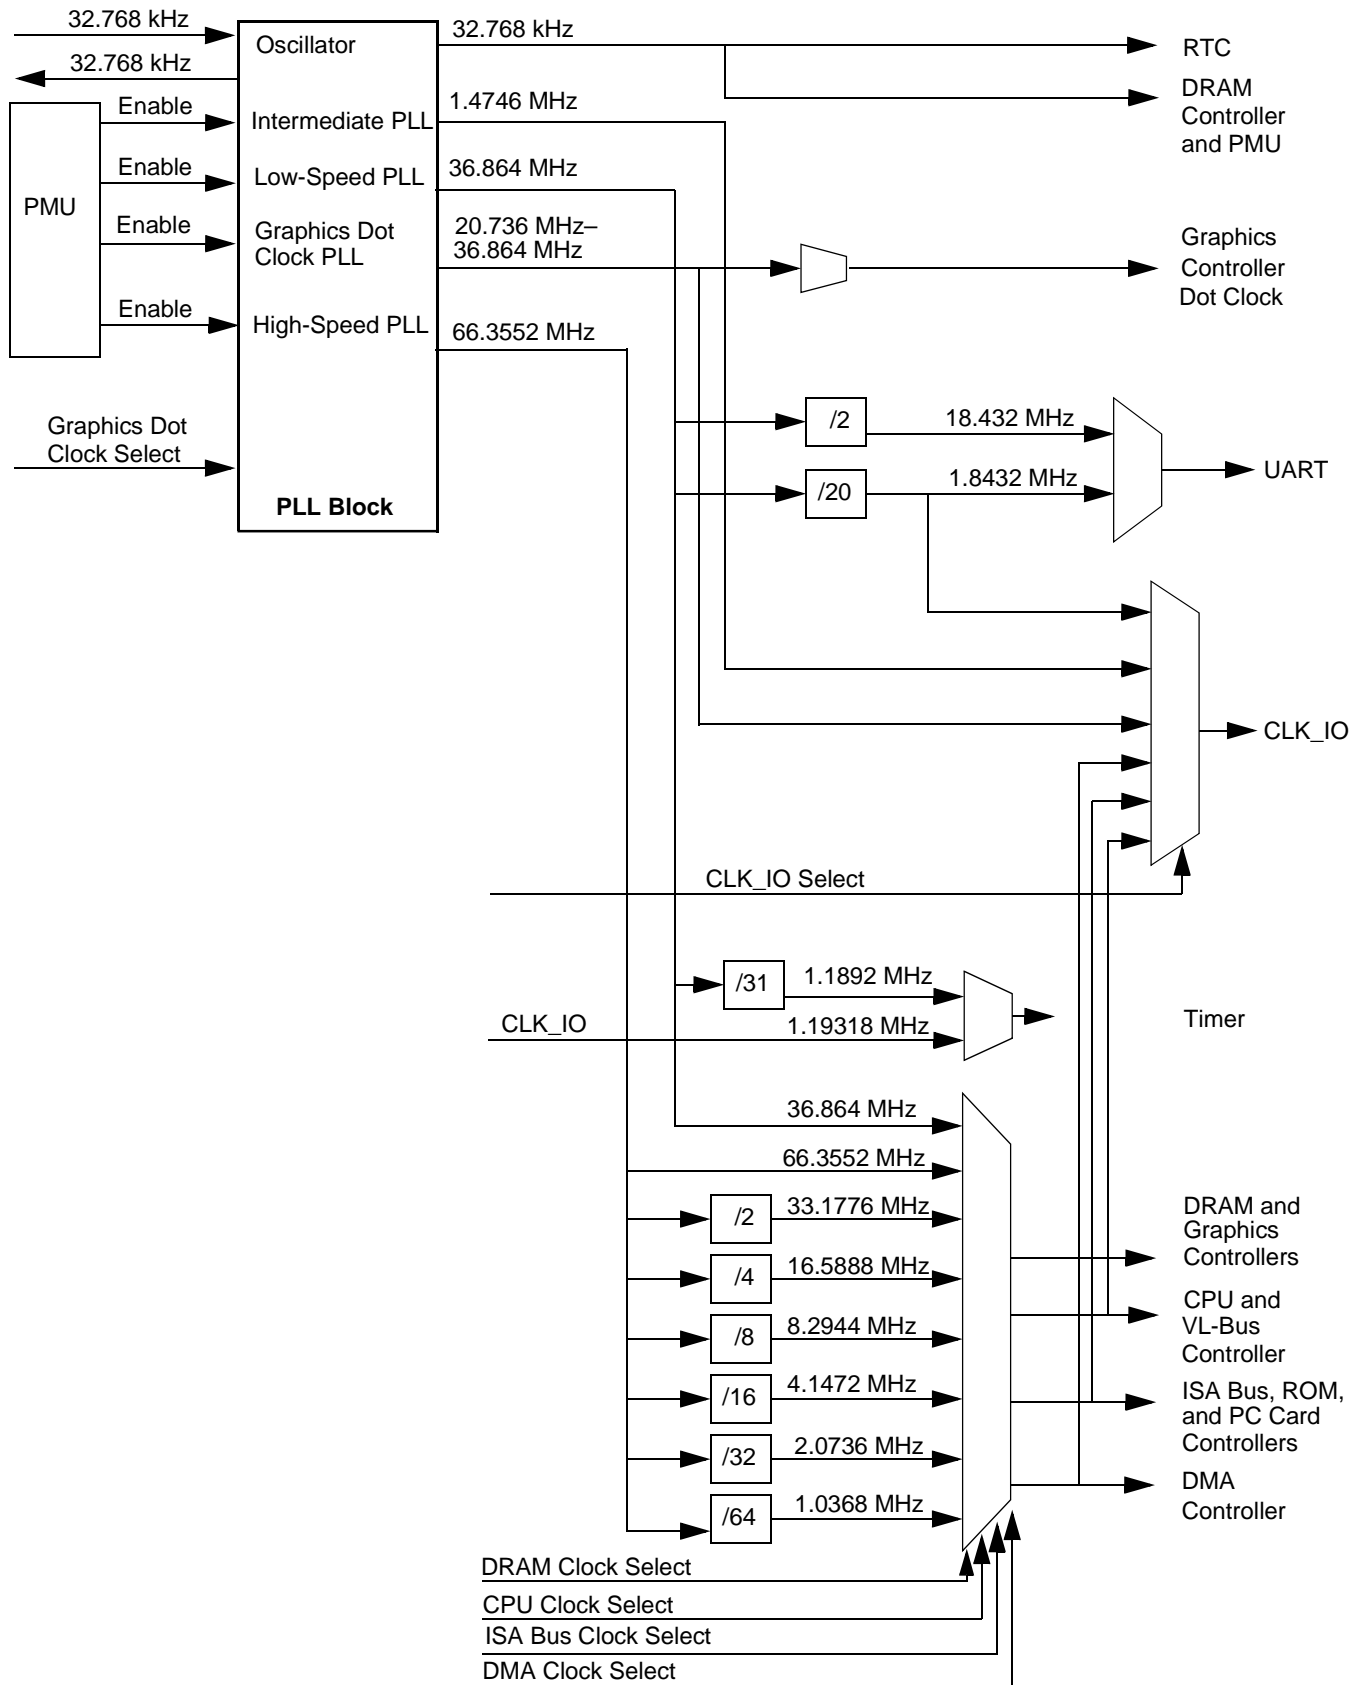 32.768 kHz
32.768 kHz
PMU
Enable
Enable
Enable
Enable
Graphics Dot
Clock Select
Oscillator
Intermediate PLL
Low-Speed PLL
Graphics Dot
Clock PLL
High-Speed PLL
PLL Block
32.768 kHz
1.4746 MHz
36.864 MHz
20.736 MHz–
36.864 MHz
66.3552 MHz
RTC
DRAM
Controller
and PMU
Graphics
Controller
Dot Clock
/2
18.432 MHz
/20
1.8432 MHz
UART
CLK_IO
CLK_IO Select
/31
1.1892 MHz
CLK_IO
1.19318 MHz
Timer
36.864 MHz
66.3552 MHz
/2
33.1776 MHz
/4
16.5888 MHz
/8
8.2944 MHz
/16
4.1472 MHz
/32
2.0736 MHz
/64
1.0368 MHz
DRAM and
Graphics
Controllers
CPU and
VL-Bus
Controller
ISA Bus, ROM,
and PC Card
Controllers
DMA
Controller
DRAM Clock Select
CPU Clock Select
ISA Bus Clock Select
DMA Clock Select